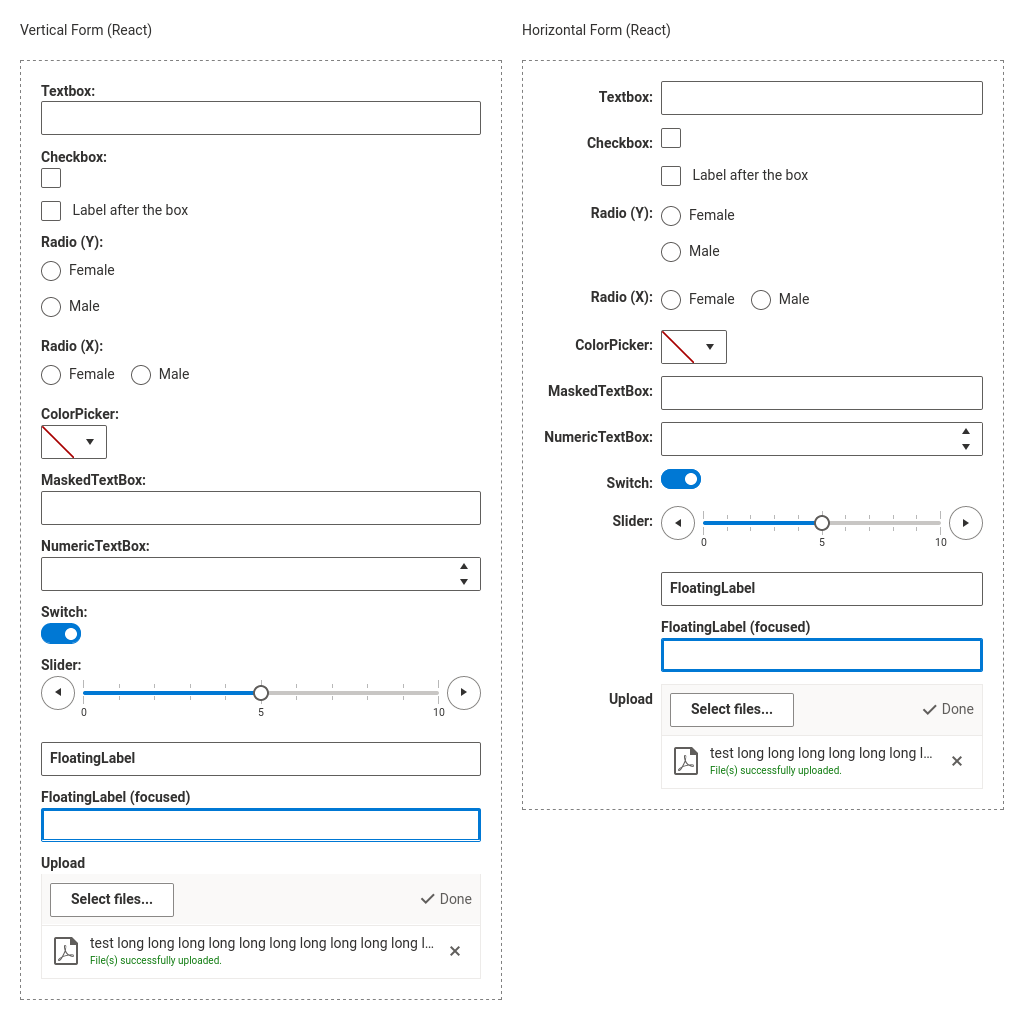 Vertical Form (React)
Textbox:
Checkbox:
Label after the box
Radio (Y):
Female
Male
Radio (X):
Female Male
ColorPicker:
MaskedTextBox:
NumericTextBox:
Switch:
Slider:
0 5 10
FloatingLabel
FloatingLabel (focused)
Upload
Select files... Done
test long long long long long long long long long long l...
File(s) successfully uploaded.
Horizontal Form (React)
Textbox:
Checkbox:
Label after the box
Radio (Y): Female
Male
Radio (X): Female Male
ColorPicker:
MaskedTextBox:
NumericTextBox:
Switch:
Slider:
0 5 10
FloatingLabel
FloatingLabel (focused)
Upload Select files... Done
test long long long long long long l...
File(s) successfully uploaded.